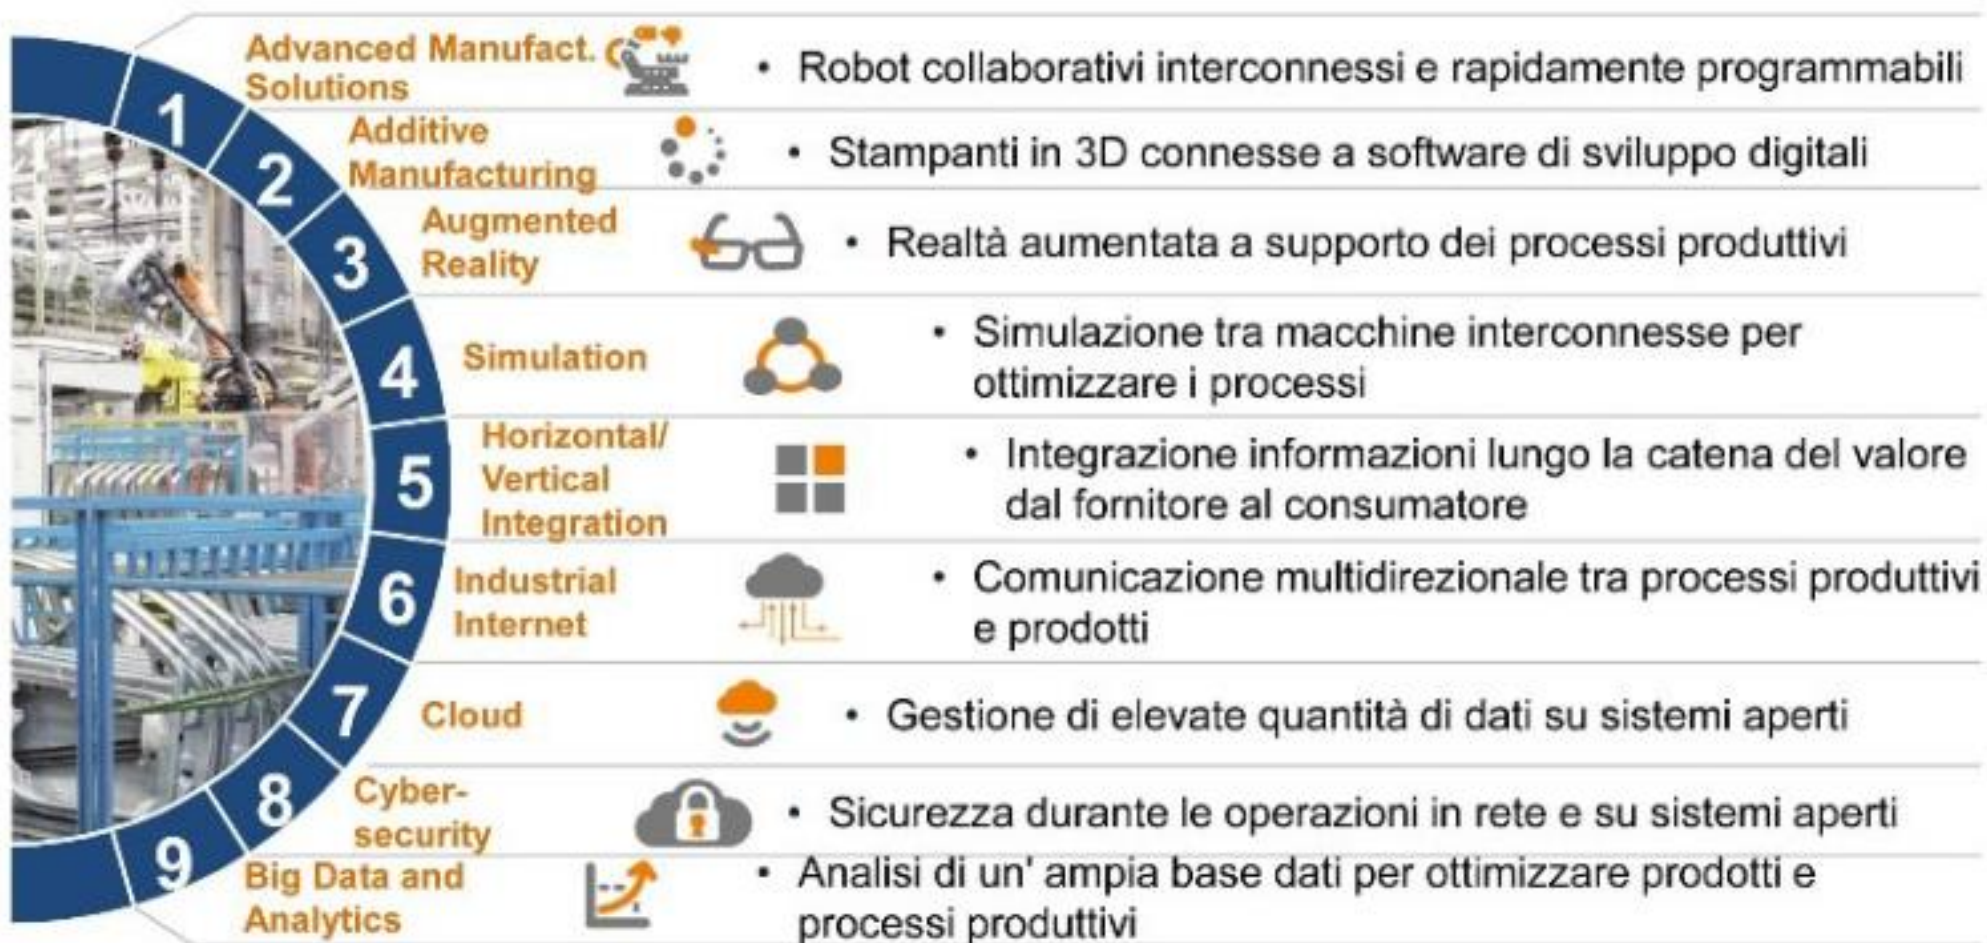 1
Advanced Manufact.
Solutions
• Robot collaborativi interconnessi e rapidamente programmabili
2
Additive
Manufacturing
• Stampanti in 3D connesse a software di sviluppo digitali
3
Augmented
Reality
• Realtà aumentata a supporto dei processi produttivi
4
Simulation
• Simulazione tra macchine interconnesse per
ottimizzare i processi
5
Horizontal/
Vertical
Integration
• Integrazione informazioni lungo la catena del valore
dal fornitore al consumatore
6
Industrial
Internet
• Comunicazione multidirezionale tra processi produttivi
e prodotti
7
Cloud
• Gestione di elevate quantità di dati su sistemi aperti
8
Cyber-
security
• Sicurezza durante le operazioni in rete e su sistemi aperti
9
Big Data and
Analytics
• Analisi di un' ampia base dati per ottimizzare prodotti e
processi produttivi